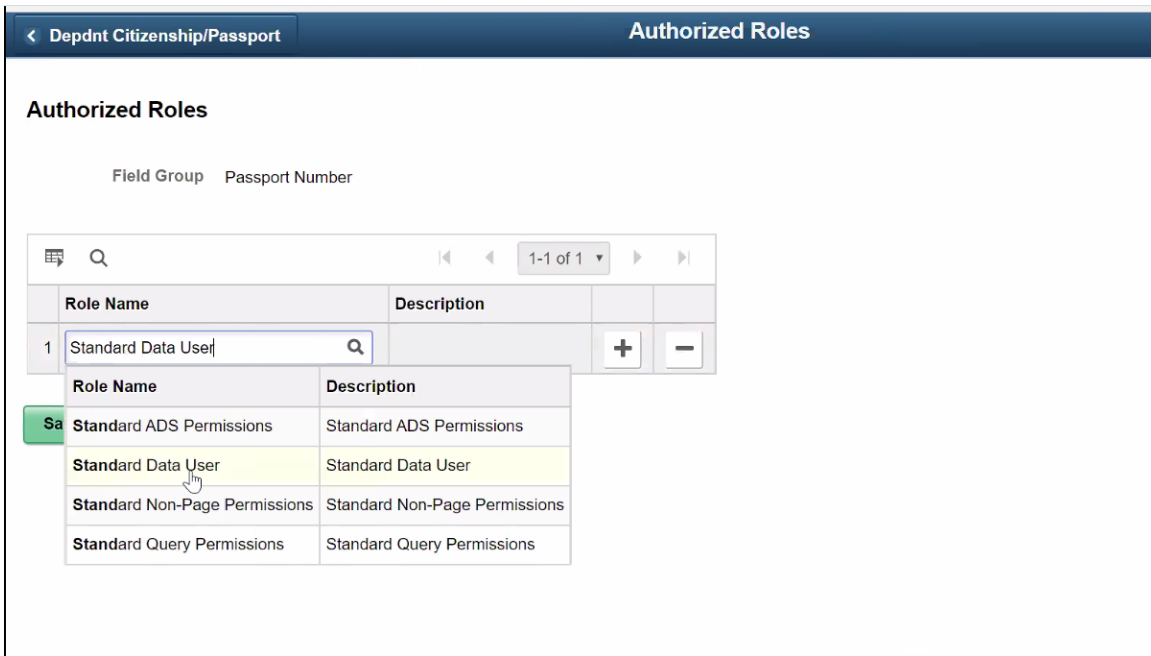 Depdnt Citizenship/Passport Authorized Roles
Authorized Roles
Field Group Passport Number
1-1 of 1
Role Name Description
1 Standard Data User
Role Name Description
Standard ADS Permissions Standard ADS Permissions
Standard Data User Standard Data User
Standard Non-Page Permissions Standard Non-Page Permissions
Standard Query Permissions Standard Query Permissions